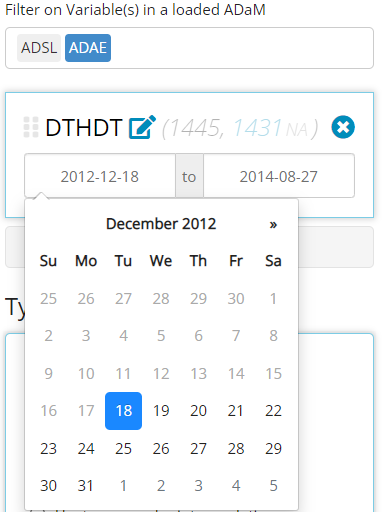 Filter on Variable(s) in a loaded ADaM
ADSL ADAE
DTHDT (1445, 1431 NA)
2012-12-18 to 2014-08-27
December 2012 »
Su Mo Tu We Th Fr Sa
25 26 27 28 29 30 1
2 3 4 5 6 7 8
9 10 11 12 13 14 15
16 17 18 19 20 21 22
23 24 25 26 27 28 29
30 31 1 2 3 4 5